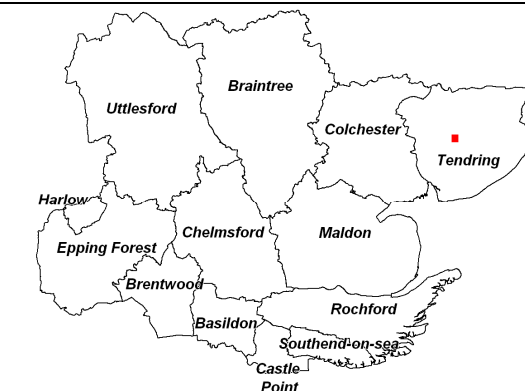 Braintree
Uttlesford
Colchester
Tendring
Harlow
Chelmsford
Maldon
Epping Forest
Brentwood
Rochford
Basildon
Southend-on-sea
Castle
Point